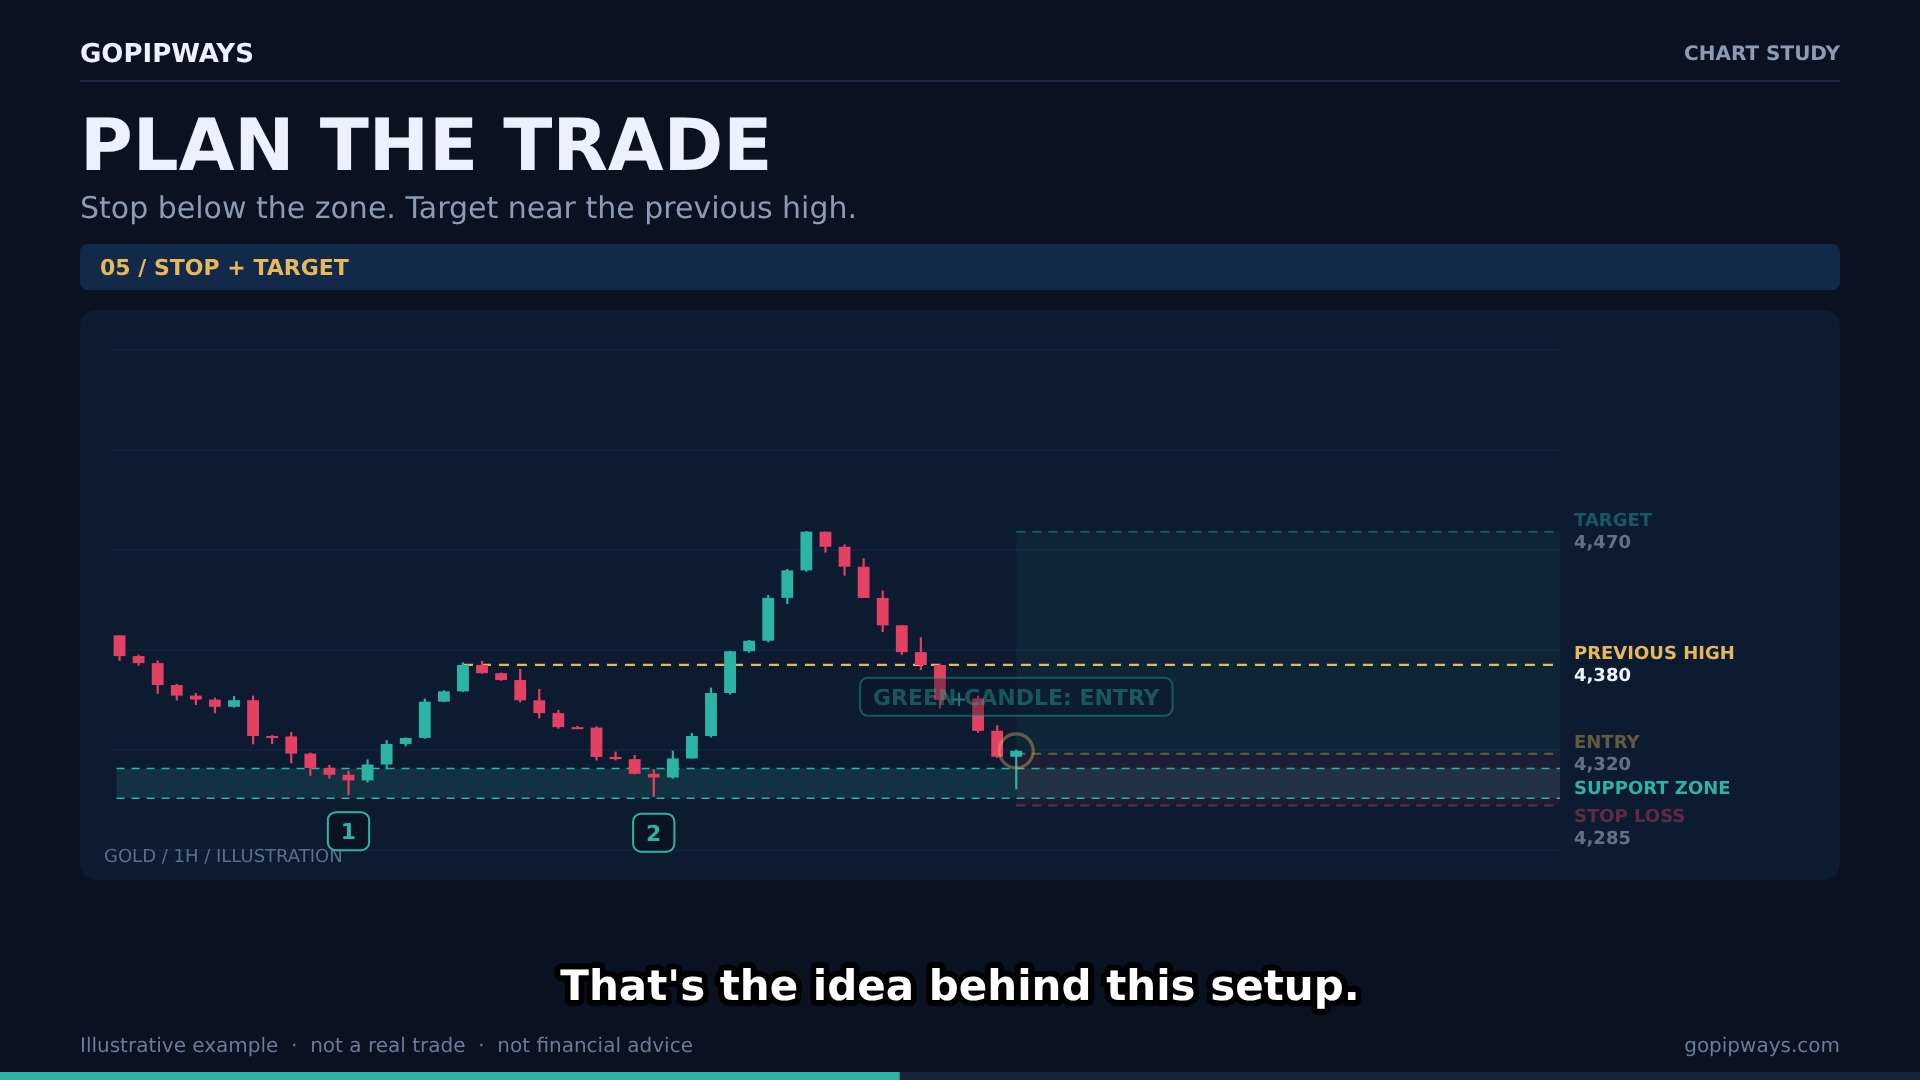 GOPIPWAYS
CHART STUDY
PLAN THE TRADE
Stop below the zone. Target near the previous high.
05 / STOP + TARGET
TARGET
4,470
PREVIOUS HIGH
4,380
GREEN CANDLE: ENTRY
ENTRY
4,320
SUPPORT ZONE
STOP LOSS
4,285
1
2
GOLD / 1H / ILLUSTRATION
That's the idea behind this setup.
Illustrative example · not a real trade · not financial advice
gopipways.com